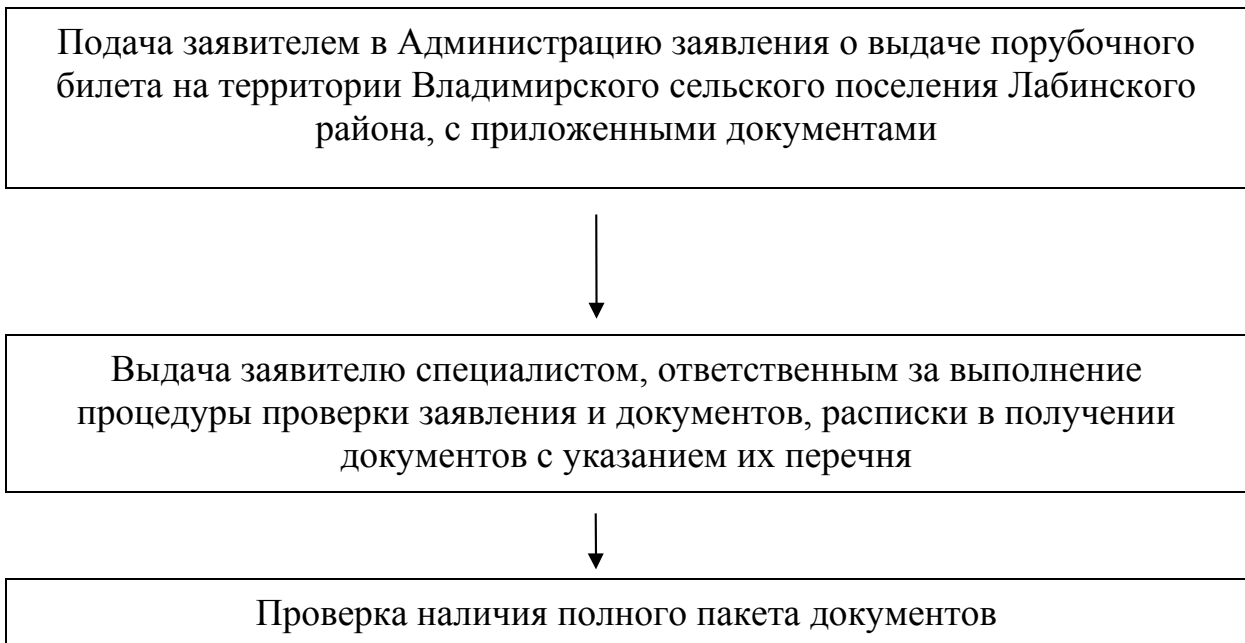 Подача заявителем в Администрацию заявления о выдаче порубочного
билета на территории Владимирского сельского поселения Лабинского
района, с приложенными документами
Выдача заявителю специалистом, ответственным за выполнение
процедуры проверки заявления и документов, расписки в получении
документов с указанием их перечня
Проверка наличия полного пакета документов